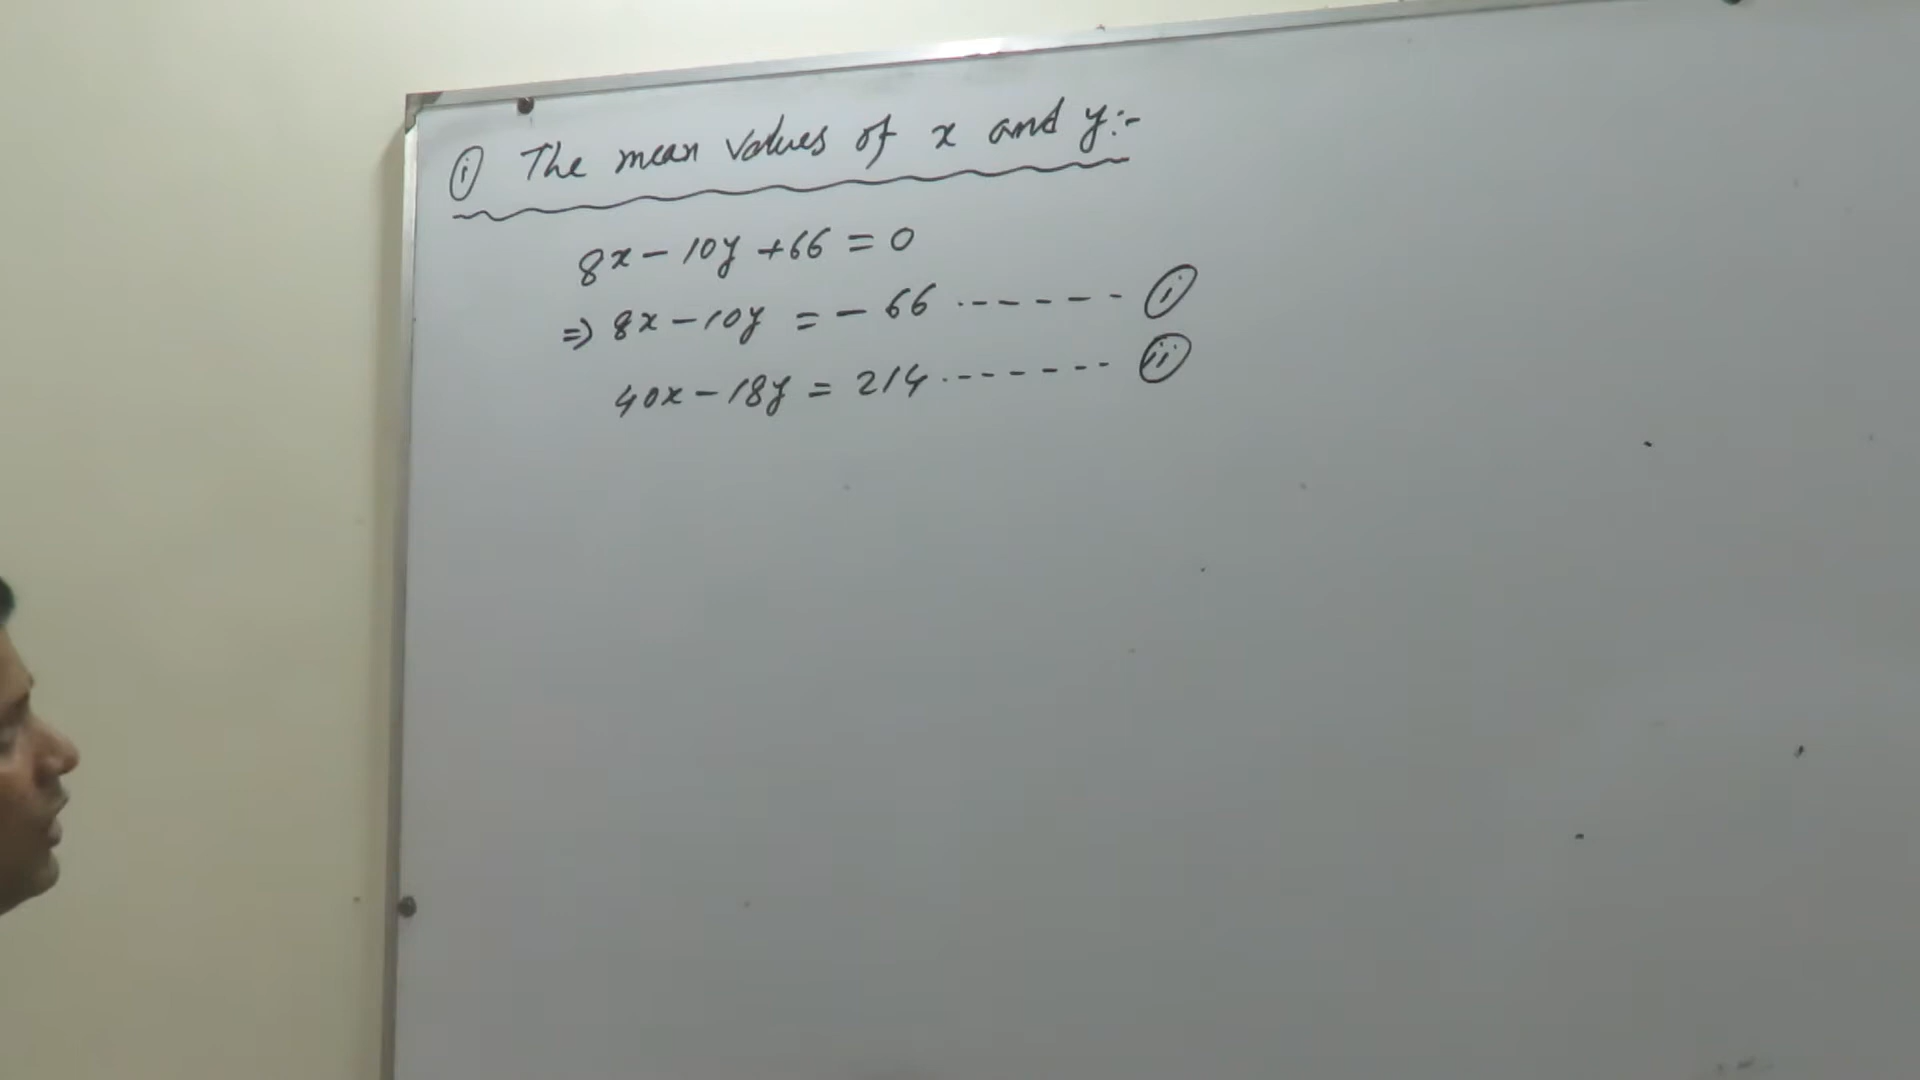 (i) The mean values of x and y:-
8x - 10y + 66 = 0
⇒ 8x - 10y = - 66 ------- (i)
40x - 18y = 214 ------- (ii)